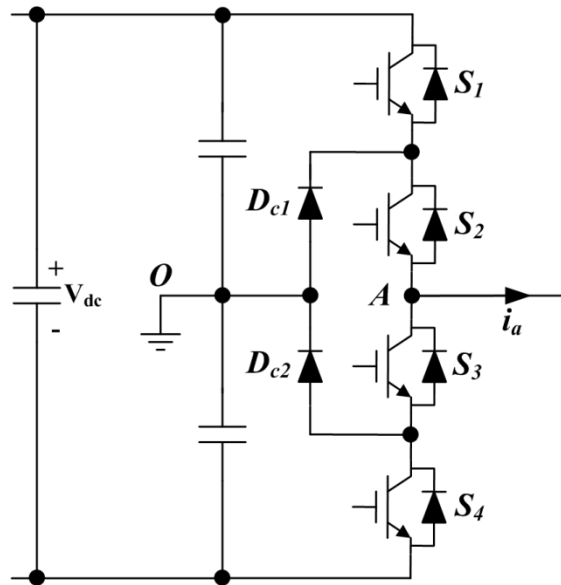 S1
Dc1
S2
O
+
Vdc
-
A
ia
Dc2
S3
S4